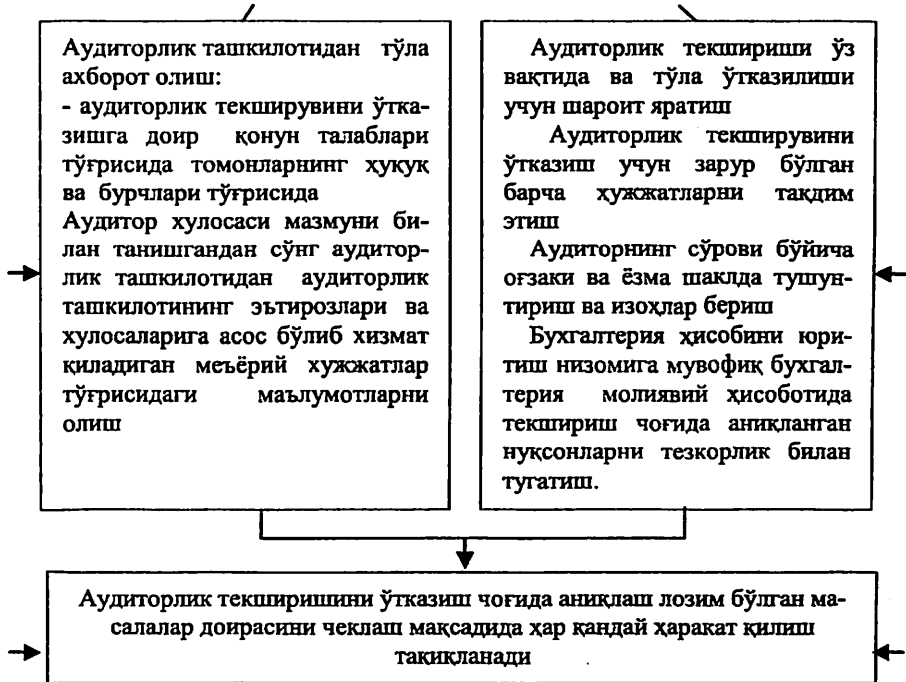 Аудиторлик ташкилотидан тўла
ахборот олиш:
- аудиторлик текширувини ўтка-
зишга доир қонун талаблари
тўғрисида томонларнинг ҳуқуқ
ва бурчлари тўғрисида
Аудитор хулосаси мазмуни би-
лан танишгандан сўнг аудитор-
лик ташкилотидан аудиторлик
ташкилотининг эътирозлари ва
хулосаларига асос бўлиб хизмат
қиладиган меъёрий хужжатлар
тўғрисидаги маълумотларни
олиш
Аудиторлик текшириши ўз
вақтида ва тўла ўтказилиши
учун шароит яратиш
Аудиторлик текширувини
ўтказиш учун зарур бўлган
барча ҳужжатларни тақдим
этиш
Аудиторнинг сўрови бўйича
оғзаки ва ёзма шаклда тушун-
тириш ва изоҳлар бериш
Бухгалтерия ҳисобини юри-
тиш низомига мувофиқ бухгал-
терия молиявий ҳисоботида
текшириш чоғида аниқланган
нуқсонларни тезкорлик билан
тугатиш.
Аудиторлик текширишини ўтказиш чоғида аниқлаш лозим бўлган ма-
салалар доирасини чеклаш мақсадида ҳар қандай ҳаракат қилиш
тақиқланади